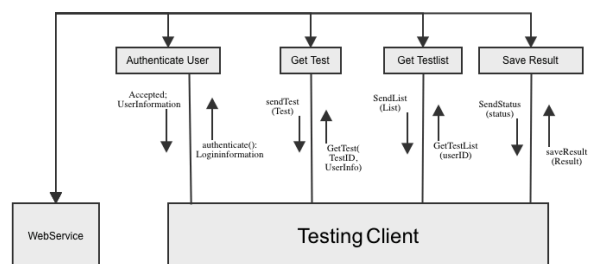 Authenticate User
Get Test
Get Testlist
Save Result
Accepted;
UserInformation
authenticate():
Logininformation
sendTest
(Test)
GetTest(
TestID,
UserInfo)
SendList
(List)
GetTestList
(userID)
SendStatus
(status)
saveResult
(Result)
WebService
Testing Client